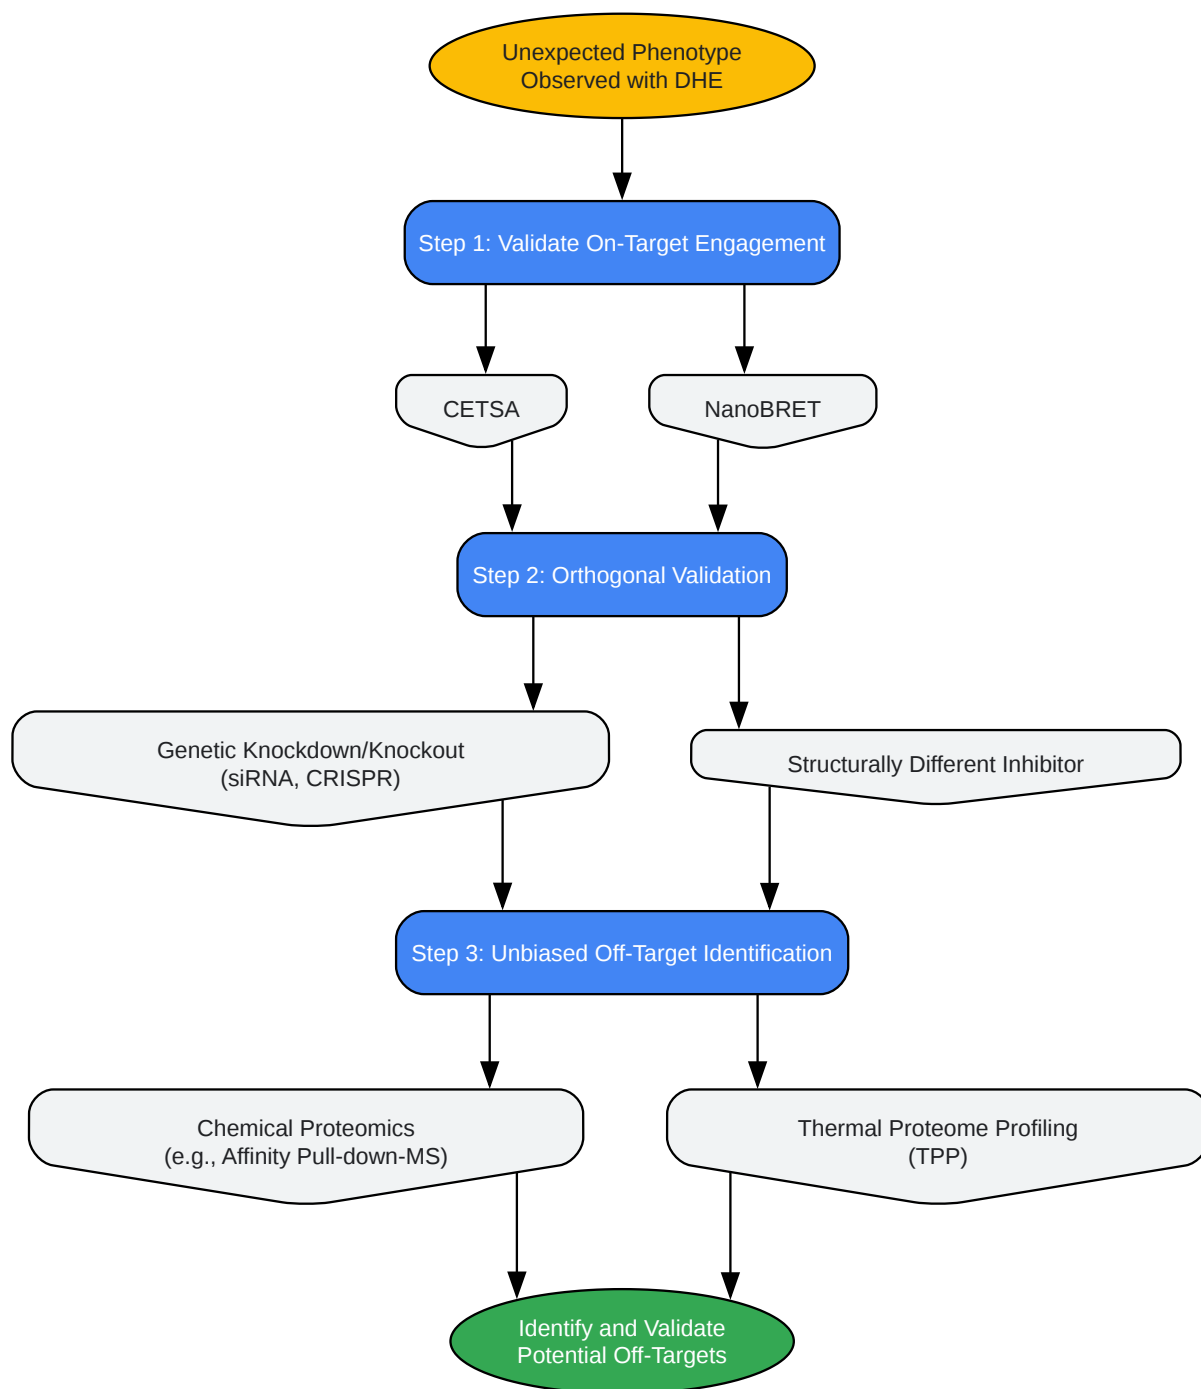 Unexpected Phenotype
Observed with DHE
Step 1: Validate On-Target Engagement
CETSA
NanoBRET
Step 2: Orthogonal Validation
Genetic Knockdown/Knockout
(siRNA, CRISPR)
Structurally Different Inhibitor
Step 3: Unbiased Off-Target Identification
Chemical Proteomics
(e.g., Affinity Pull-down-MS)
Thermal Proteome Profiling
(TPP)
Identify and Validate
Potential Off-Targets